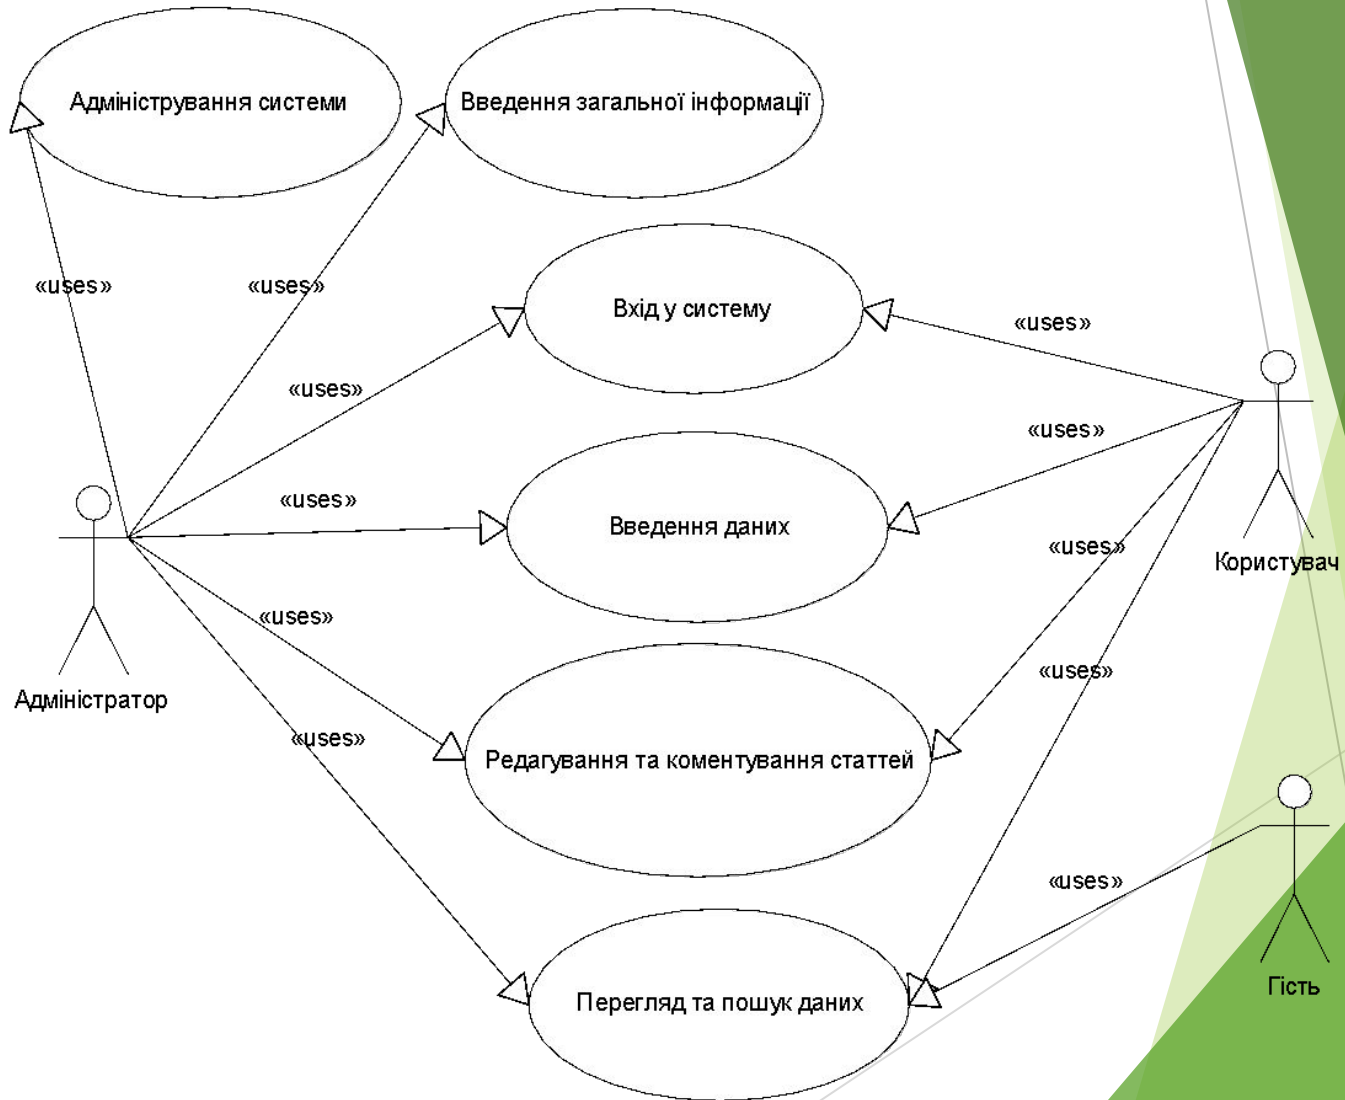 Адміністрування системи
Введення загальної інформації
«uses»
«uses»
Вхід у систему
«uses»
«uses»
«uses»
«uses»
Введення даних
«uses»
Користувач
«uses»
«uses»
Адміністратор
«uses»
Редагування та коментування статтей
«uses»
«uses»
Перегляд та пошук даних
Гість